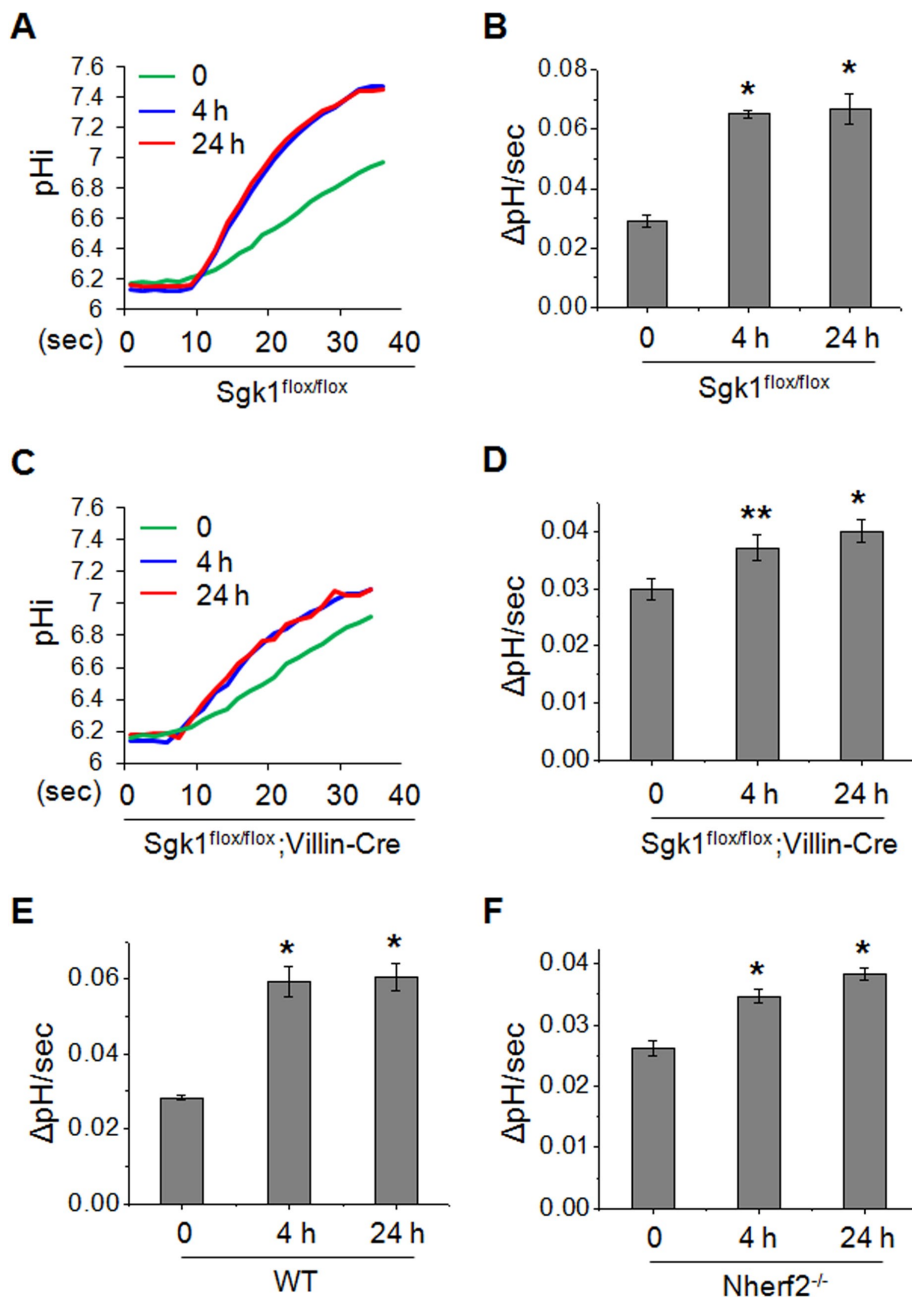 A
7.6
7.4
7.2
7
6.8
6.6
6.4
6.2
6
pHi
0
4 h
24 h
(sec) 0 10 20 30 40
Sgk1flox/flox
B
0.08
0.06
0.04
0.02
0.00
ΔpH/sec
* *
0 4 h 24 h
Sgk1flox/flox
C
7.6
7.4
7.2
7
6.8
6.6
6.4
6.2
6
pHi
0
4 h
24 h
(sec) 0 10 20 30 40
Sgk1flox/flox;Villin-Cre
D
0.04
0.03
0.02
0.01
0.00
ΔpH/sec
** *
0 4 h 24 h
Sgk1flox/flox;Villin-Cre
E
0.06
0.04
0.02
0.00
ΔpH/sec
* *
0 4 h 24 h
WT
F
0.04
0.03
0.02
0.01
0.00
ΔpH/sec
* *
0 4 h 24 h
Nherf2-/-